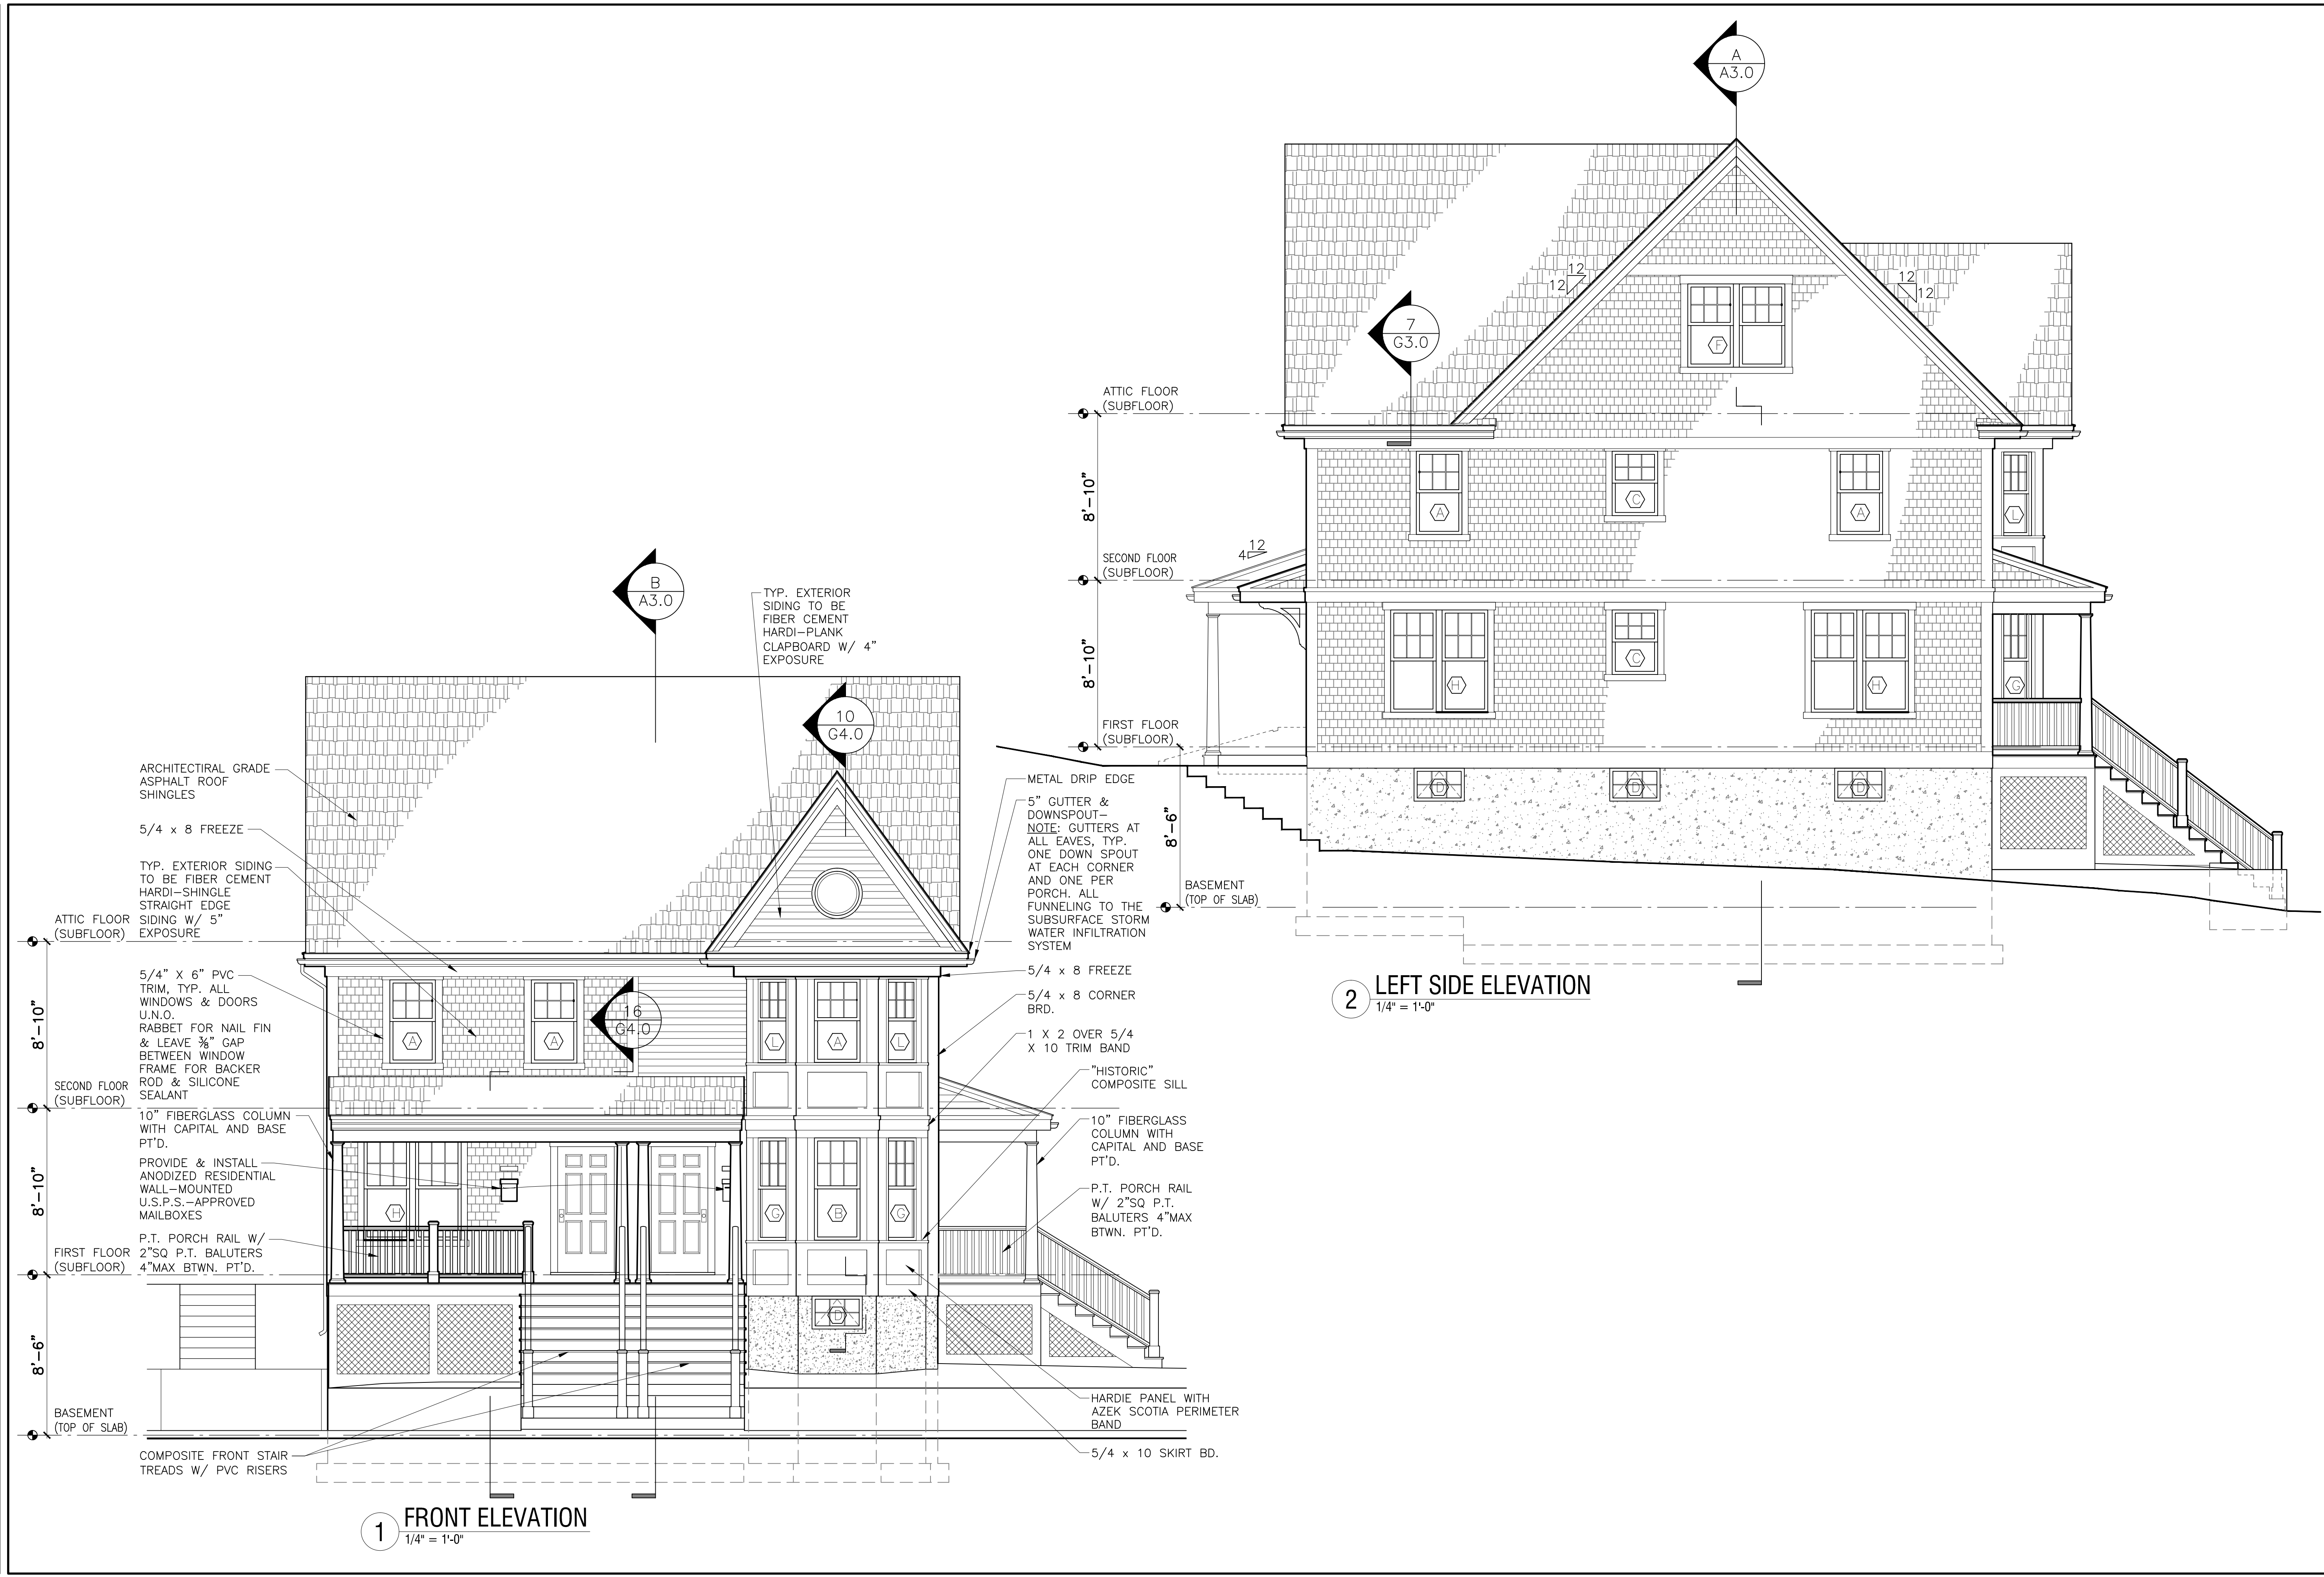 A
A3.0
12
12
12
12
7
G3.0
F
ATTIC FLOOR
(SUBFLOOR)
8'-10"
A
C
A
L
12
4
SECOND FLOOR
(SUBFLOOR)
8'-10"
H
C
H
G
FIRST FLOOR
(SUBFLOOR)
8'-6"
D
D
D
BASEMENT
(TOP OF SLAB)
2
LEFT SIDE ELEVATION
1/4" = 1'-0"
B
A3.0
TYP. EXTERIOR
SIDING TO BE
FIBER CEMENT
HARDI-PLANK
CLAPBOARD W/ 4"
EXPOSURE
10
G4.0
ARCHITECTIRAL GRADE
ASPHALT ROOF
SHINGLES
5/4 x 8 FREEZE
TYP. EXTERIOR SIDING
TO BE FIBER CEMENT
HARDI-SHINGLE
STRAIGHT EDGE
SIDING W/ 5"
EXPOSURE
ATTIC FLOOR
(SUBFLOOR)
8'-10"
5/4" X 6" PVC
TRIM, TYP. ALL
WINDOWS & DOORS
U.N.O.
RABBET FOR NAIL FIN
& LEAVE ⅜" GAP
BETWEEN WINDOW
FRAME FOR BACKER
ROD & SILICONE
SEALANT
SECOND FLOOR
(SUBFLOOR)
8'-10"
10" FIBERGLASS COLUMN
WITH CAPITAL AND BASE
PT'D.
PROVIDE & INSTALL
ANODIZED RESIDENTIAL
WALL-MOUNTED
U.S.P.S.-APPROVED
MAILBOXES
P.T. PORCH RAIL W/
2"SQ P.T. BALUTERS
4"MAX BTWN. PT'D.
FIRST FLOOR
(SUBFLOOR)
8'-6"
BASEMENT
(TOP OF SLAB)
COMPOSITE FRONT STAIR
TREADS W/ PVC RISERS
A
A
16
G4.0
L
A
L
H
G
B
G
D
METAL DRIP EDGE
5" GUTTER &
DOWNSPOUT-
NOTE: GUTTERS AT
ALL EAVES, TYP.
ONE DOWN SPOUT
AT EACH CORNER
AND ONE PER
PORCH. ALL
FUNNELING TO THE
SUBSURFACE STORM
WATER INFILTRATION
SYSTEM
5/4 x 8 FREEZE
5/4 x 8 CORNER
BRD.
1 X 2 OVER 5/4
X 10 TRIM BAND
"HISTORIC"
COMPOSITE SILL
10" FIBERGLASS
COLUMN WITH
CAPITAL AND BASE
PT'D.
P.T. PORCH RAIL
W/ 2"SQ P.T.
BALUTERS 4"MAX
BTWN. PT'D.
HARDIE PANEL WITH
AZEK SCOTIA PERIMETER
BAND
5/4 x 10 SKIRT BD.
1
FRONT ELEVATION
1/4" = 1'-0"